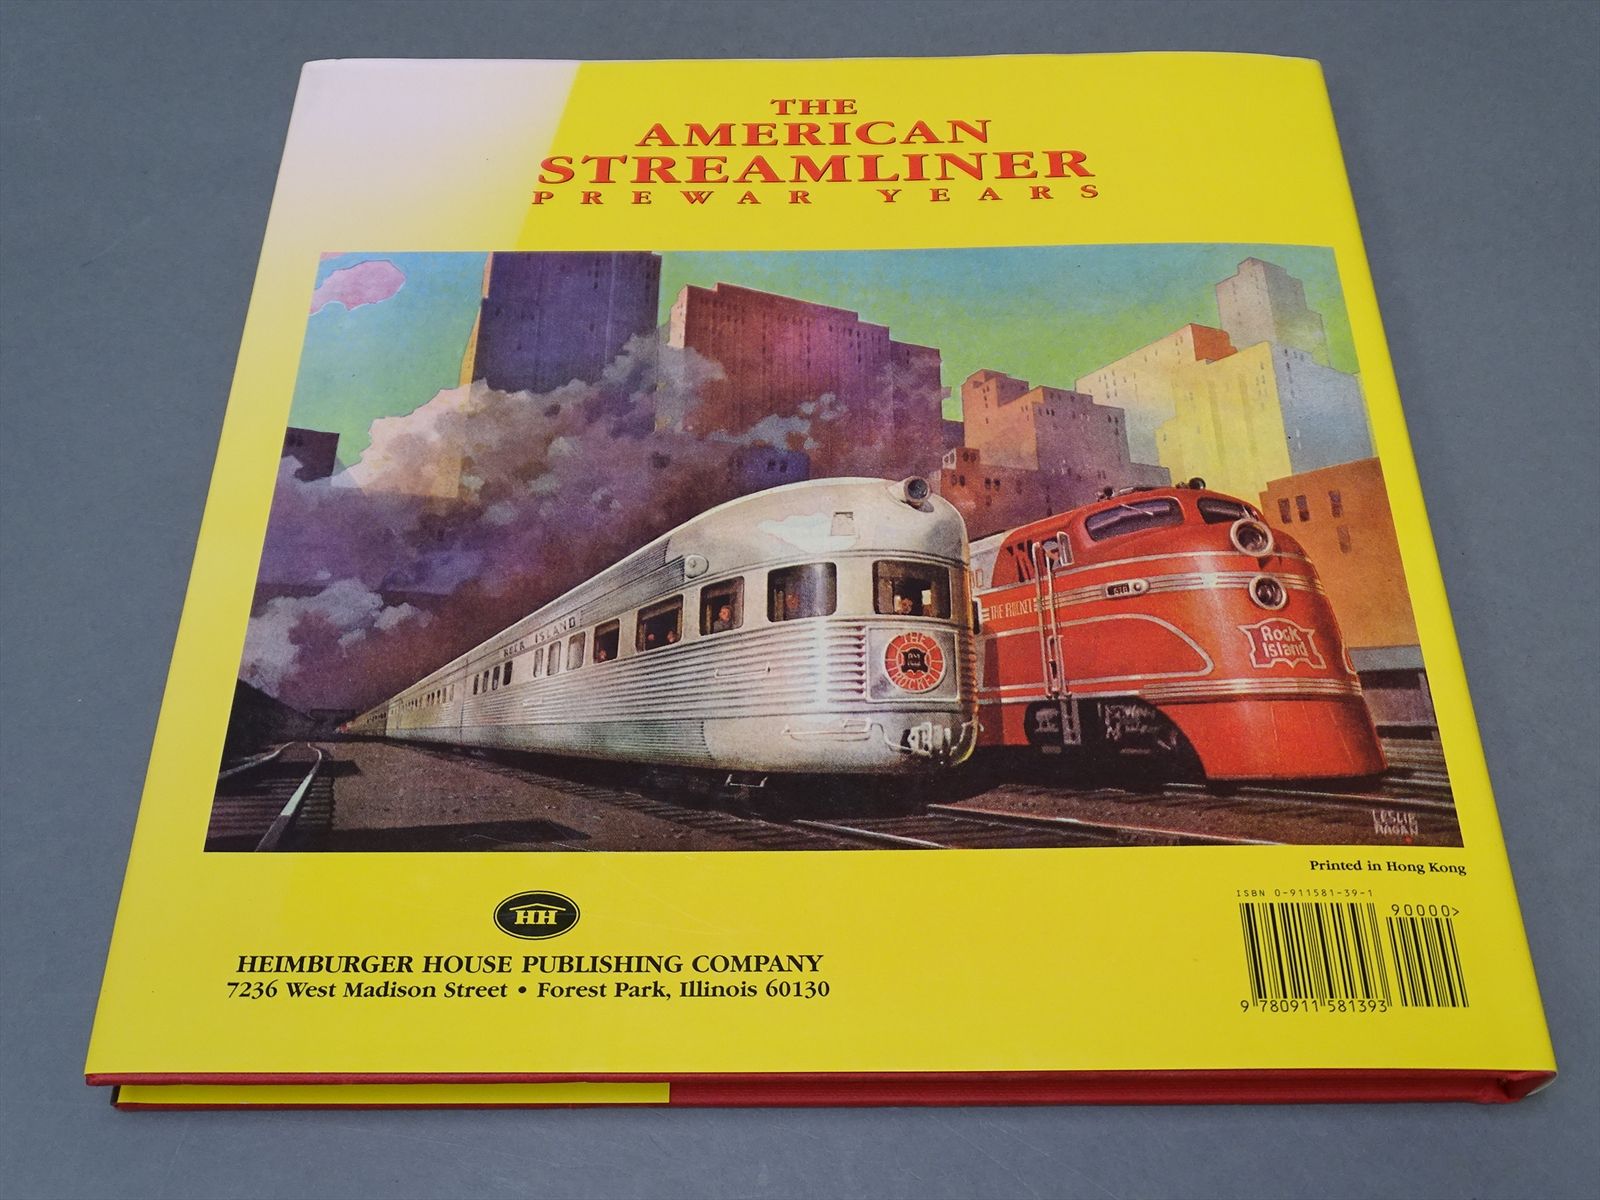 THE
AMERICAN
STREAMLINER
PREWAR YEARS
ROCK ISLAND
THE
ROCKET
THE ROCKET
Rock
Island
LESLIE
RAGAN
Printed in Hong Kong
ISBN 0-911581-39-1
90000>
9 780911 581393
HH
HEIMBURGER HOUSE PUBLISHING COMPANY
7236 West Madison Street • Forest Park, Illinois 60130